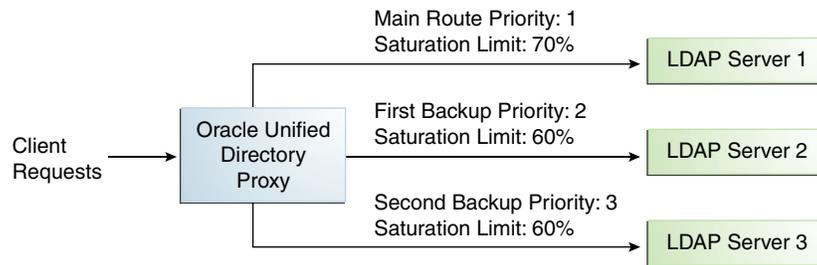 Main Route Priority: 1
Saturation Limit: 70%
LDAP Server 1
Client
Requests
Oracle Unified
Directory
Proxy
First Backup Priority: 2
Saturation Limit: 60%
LDAP Server 2
Second Backup Priority: 3
Saturation Limit: 60%
LDAP Server 3